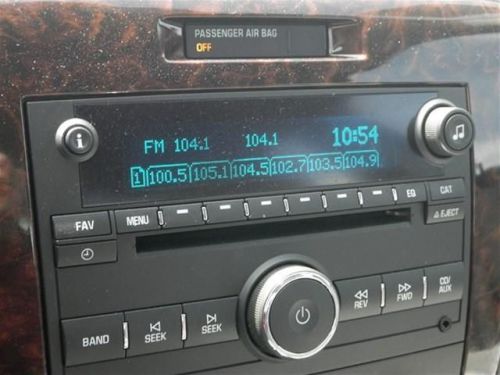 PASSENGER AIR BAG
OFF
FM 104.1 104.1 10:54
1 100.5 105.1 104.5 102.7 103.5 104.9
i
FAV MENU EQ CAT
EJECT
BAND SEEK SEEK REV FWD CD/
AUX